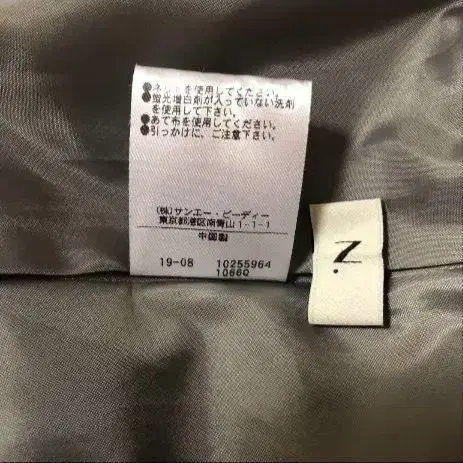 ●ネットを使用してください。
●蛍光増白剤が入っていない洗剤
を使用して下さい。
●あて布を使用してください。
●引っかけに、ご注意下さい。
(株)サンエー・ビーディー
東京都港区南青山1-1-1
中国製
19-08 10255964
1066Q
N.